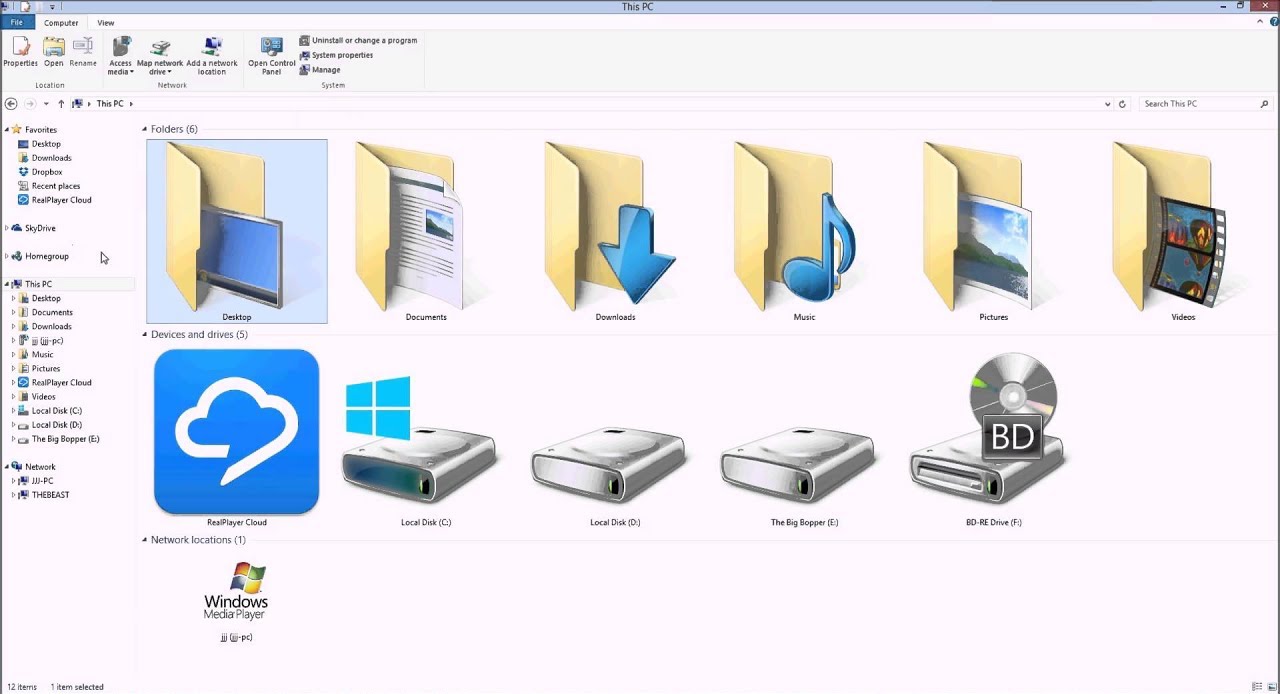 This PC
File Computer View
Properties Open Rename Access media Map network drive Add a network location Open Control Panel
Uninstall or change a program
System properties
Manage
Location Network System
This PC
Search This PC
Favorites
Desktop
Downloads
Dropbox
Recent places
RealPlayer Cloud
SkyDrive
Homegroup
This PC
Desktop
Documents
Downloads
jjj (jjj-pc)
Music
Pictures
RealPlayer Cloud
Videos
Local Disk (C:)
Local Disk (D:)
The Big Bopper (E:)
Network
JJJ-PC
THEBEAST
Folders (6)
Desktop Documents Downloads Music Pictures Videos
Devices and drives (5)
BD
RealPlayer Cloud Local Disk (C:) Local Disk (D:) The Big Bopper (E:) BD-RE Drive (F:)
Network locations (1)
Windows
Media Player
jjj (jjj-pc)
12 items 1 item selected